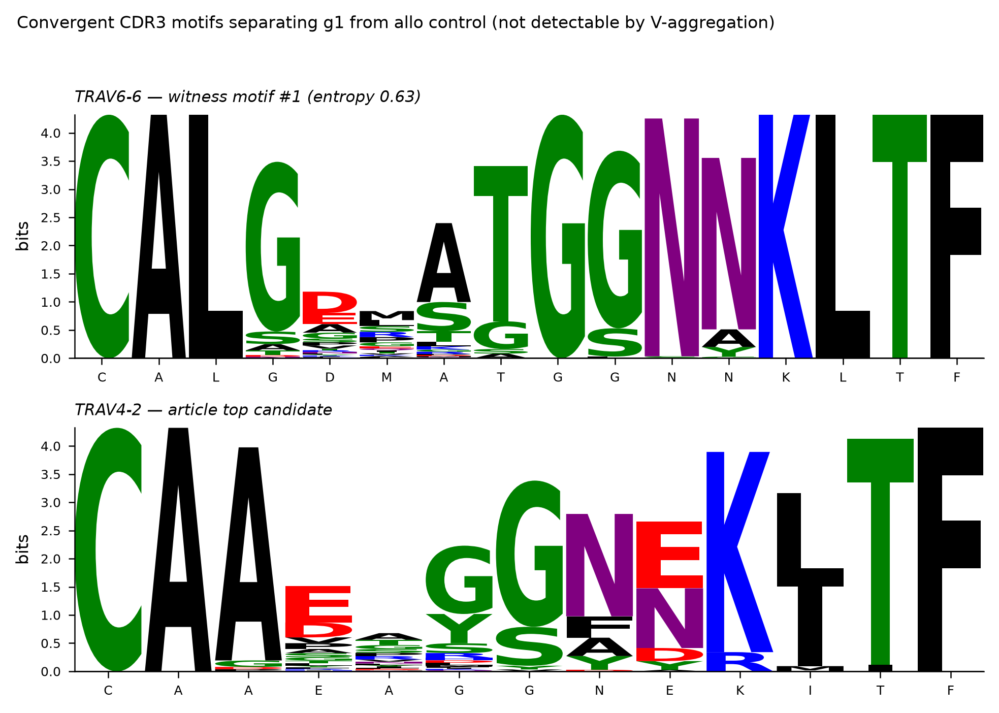 Convergent CDR3 motifs separating g1 from allo control (not detectable by V-aggregation)
TRAV6-6 — witness motif #1 (entropy 0.63)
bits
4.0
3.5
3.0
2.5
2.0
1.5
1.0
0.5
0.0
C A L G D M A T G G N N K L T F
TRAV4-2 — article top candidate
bits
4.0
3.5
3.0
2.5
2.0
1.5
1.0
0.5
0.0
C A A E A G G N E K I T F